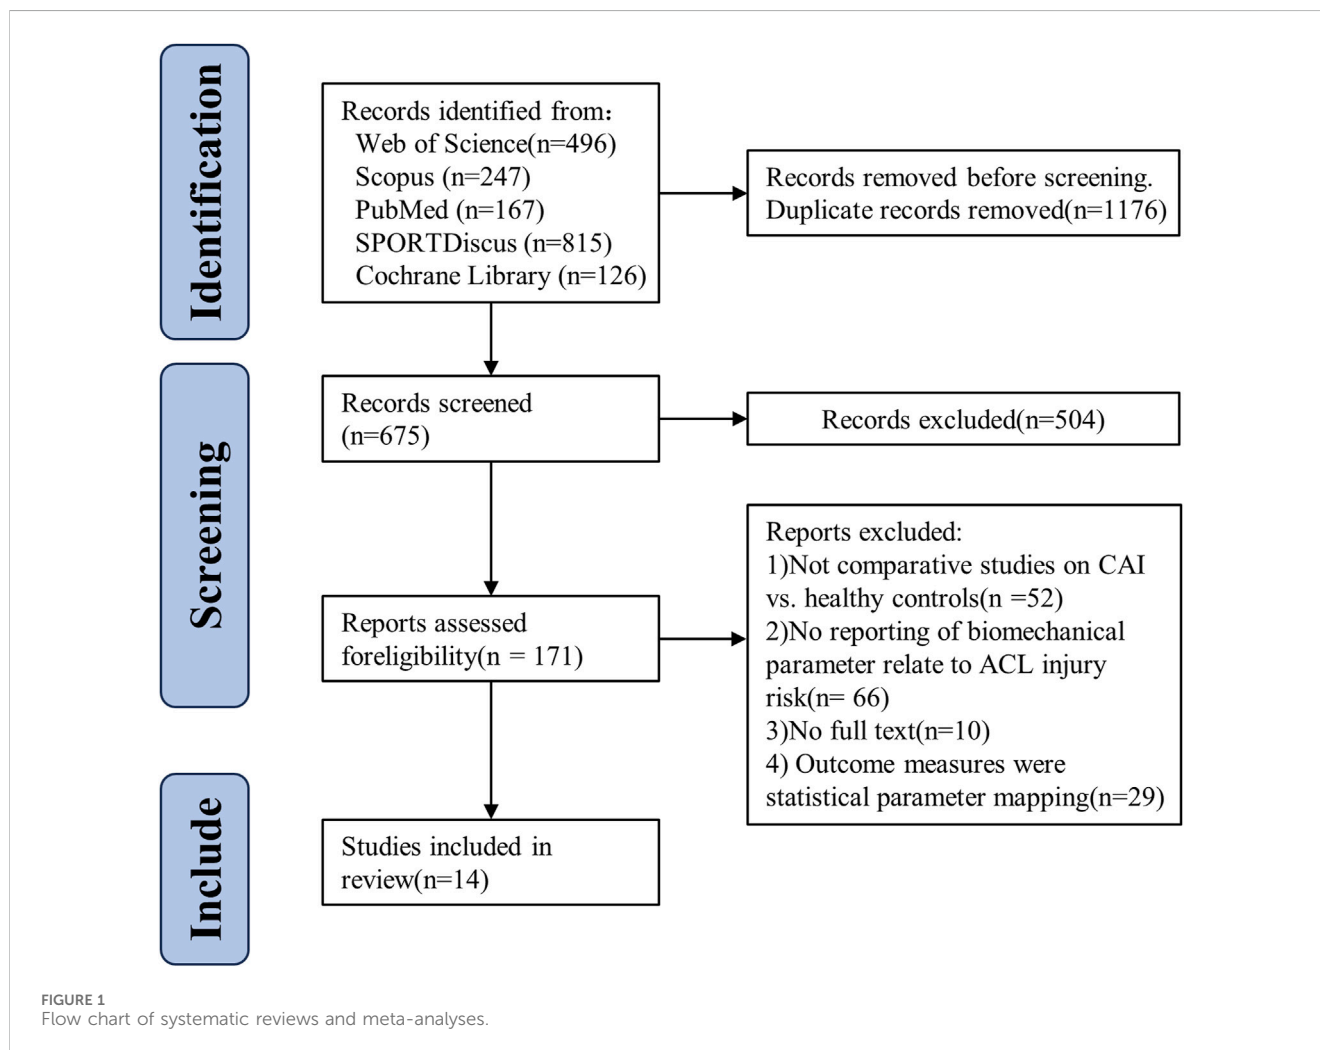 Identification
Records identified from:
Web of Science(n=496)
Scopus (n=247)
PubMed (n=167)
SPORTDiscus (n=815)
Cochrane Library (n=126)
Records removed before screening.
Duplicate records removed(n=1176)
Screening
Records screened
(n=675)
Records excluded(n=504)
Reports assessed
foreligibility(n = 171)
Reports excluded:
1)Not comparative studies on CAI
vs. healthy controls(n =52)
2)No reporting of biomechanical
parameter relate to ACL injury
risk(n= 66)
3)No full text(n=10)
4) Outcome measures were
statistical parameter mapping(n=29)
Include
Studies included in
review(n=14)
FIGURE 1
Flow chart of systematic reviews and meta-analyses.